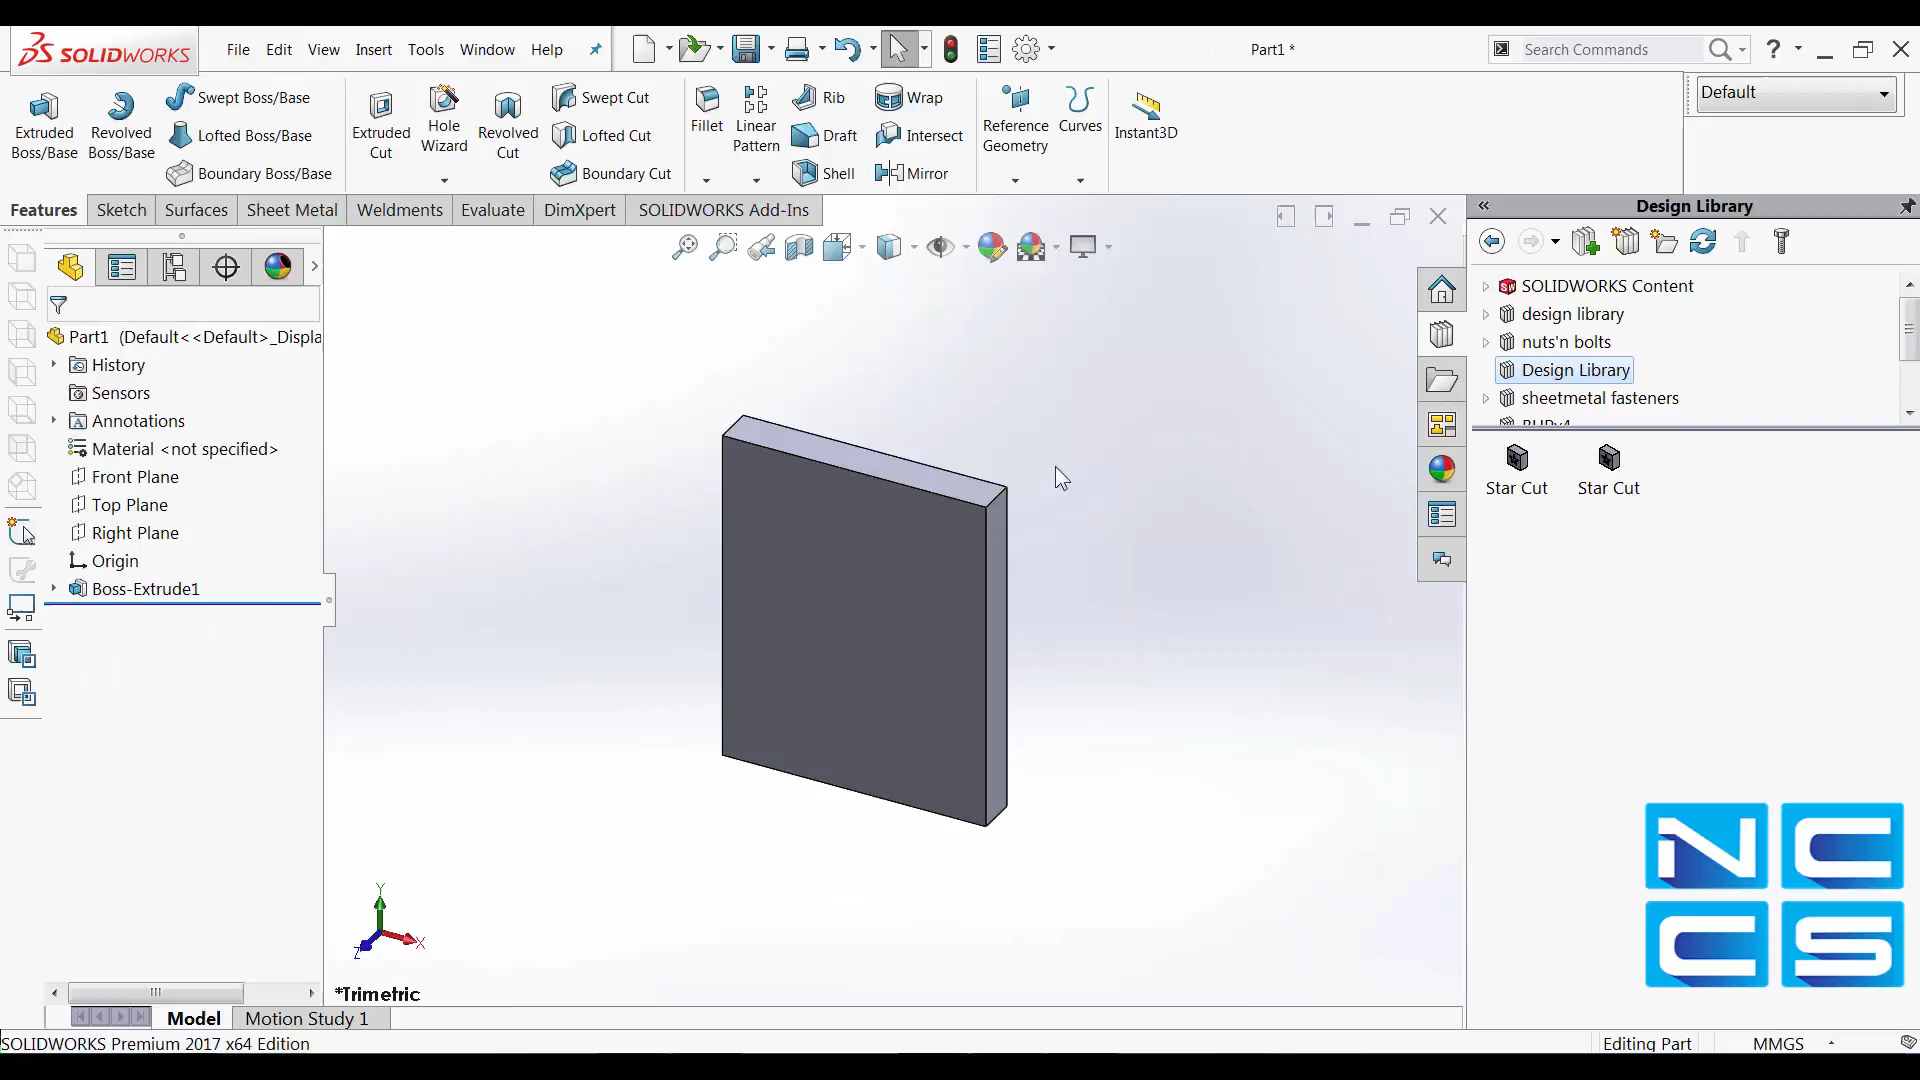 SOLIDWORKS
File Edit View Insert Tools Window Help
Part1 *
Search Commands
Extruded Boss/Base
Revolved Boss/Base
Swept Boss/Base
Lofted Boss/Base
Boundary Boss/Base
Extruded Cut
Hole Wizard
Revolved Cut
Swept Cut
Lofted Cut
Boundary Cut
Fillet
Linear Pattern
Rib
Draft
Shell
Wrap
Intersect
Mirror
Reference Geometry
Curves
Instant3D
Default
Features Sketch Surfaces Sheet Metal Weldments Evaluate DimXpert SOLIDWORKS Add-Ins
Design Library
Part1 (Default<<Default>_Displa
History
Sensors
Annotations
Material <not specified>
Front Plane
Top Plane
Right Plane
Origin
Boss-Extrude1
SOLIDWORKS Content
design library
nuts'n bolts
Design Library
sheetmetal fasteners
Star Cut Star Cut
Y
X
Z
*Trimetric
NC
CS
Model Motion Study 1
SOLIDWORKS Premium 2017 x64 Edition
Editing Part MMGS